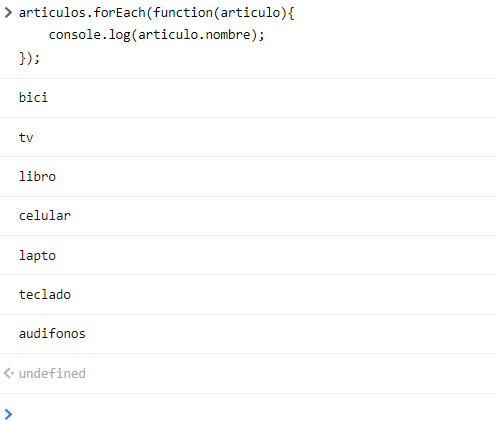 articulos.forEach(function(articulo){
    console.log(articulo.nombre);
});
bici
tv
libro
celular
lapto
teclado
audifonos
undefined